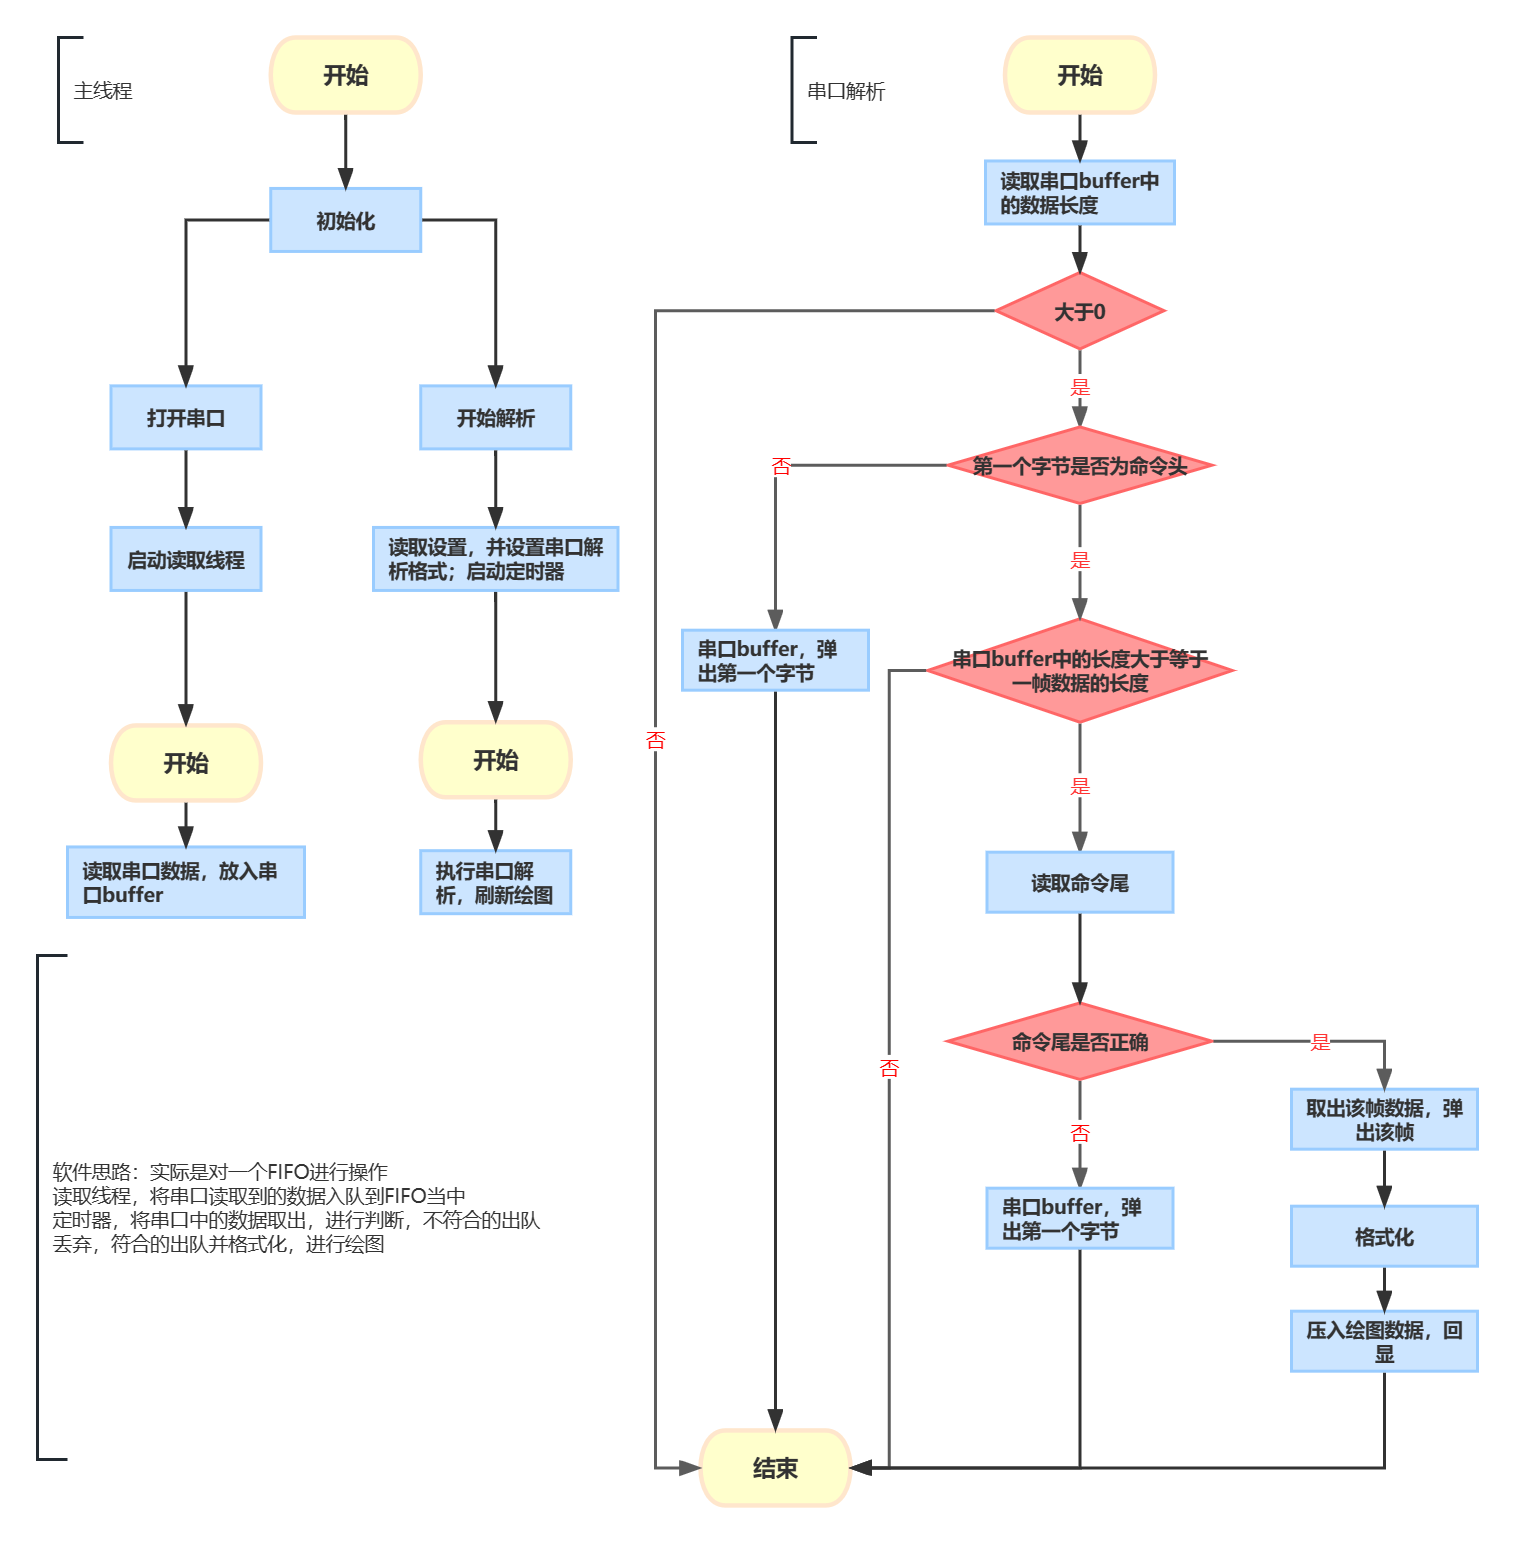 主线程
开始
初始化
打开串口
开始解析
启动读取线程
读取设置，并设置串口解
析格式；启动定时器
开始
开始
读取串口数据，放入串
口buffer
执行串口解
析，刷新绘图
软件思路：实际是对一个FIFO进行操作
读取线程，将串口读取到的数据入队到FIFO当中
定时器，将串口中的数据取出，进行判断，不符合的出队
丢弃，符合的出队并格式化，进行绘图
串口解析
开始
读取串口buffer中
的数据长度
大于0
是
第一个字节是否为命令头
否
是
串口buffer，弹
出第一个字节
串口buffer中的长度大于等于
一帧数据的长度
否
是
读取命令尾
命令尾是否正确
是
否
否
取出该帧数据，弹
出该帧
串口buffer，弹
出第一个字节
格式化
压入绘图数据，回
显
结束